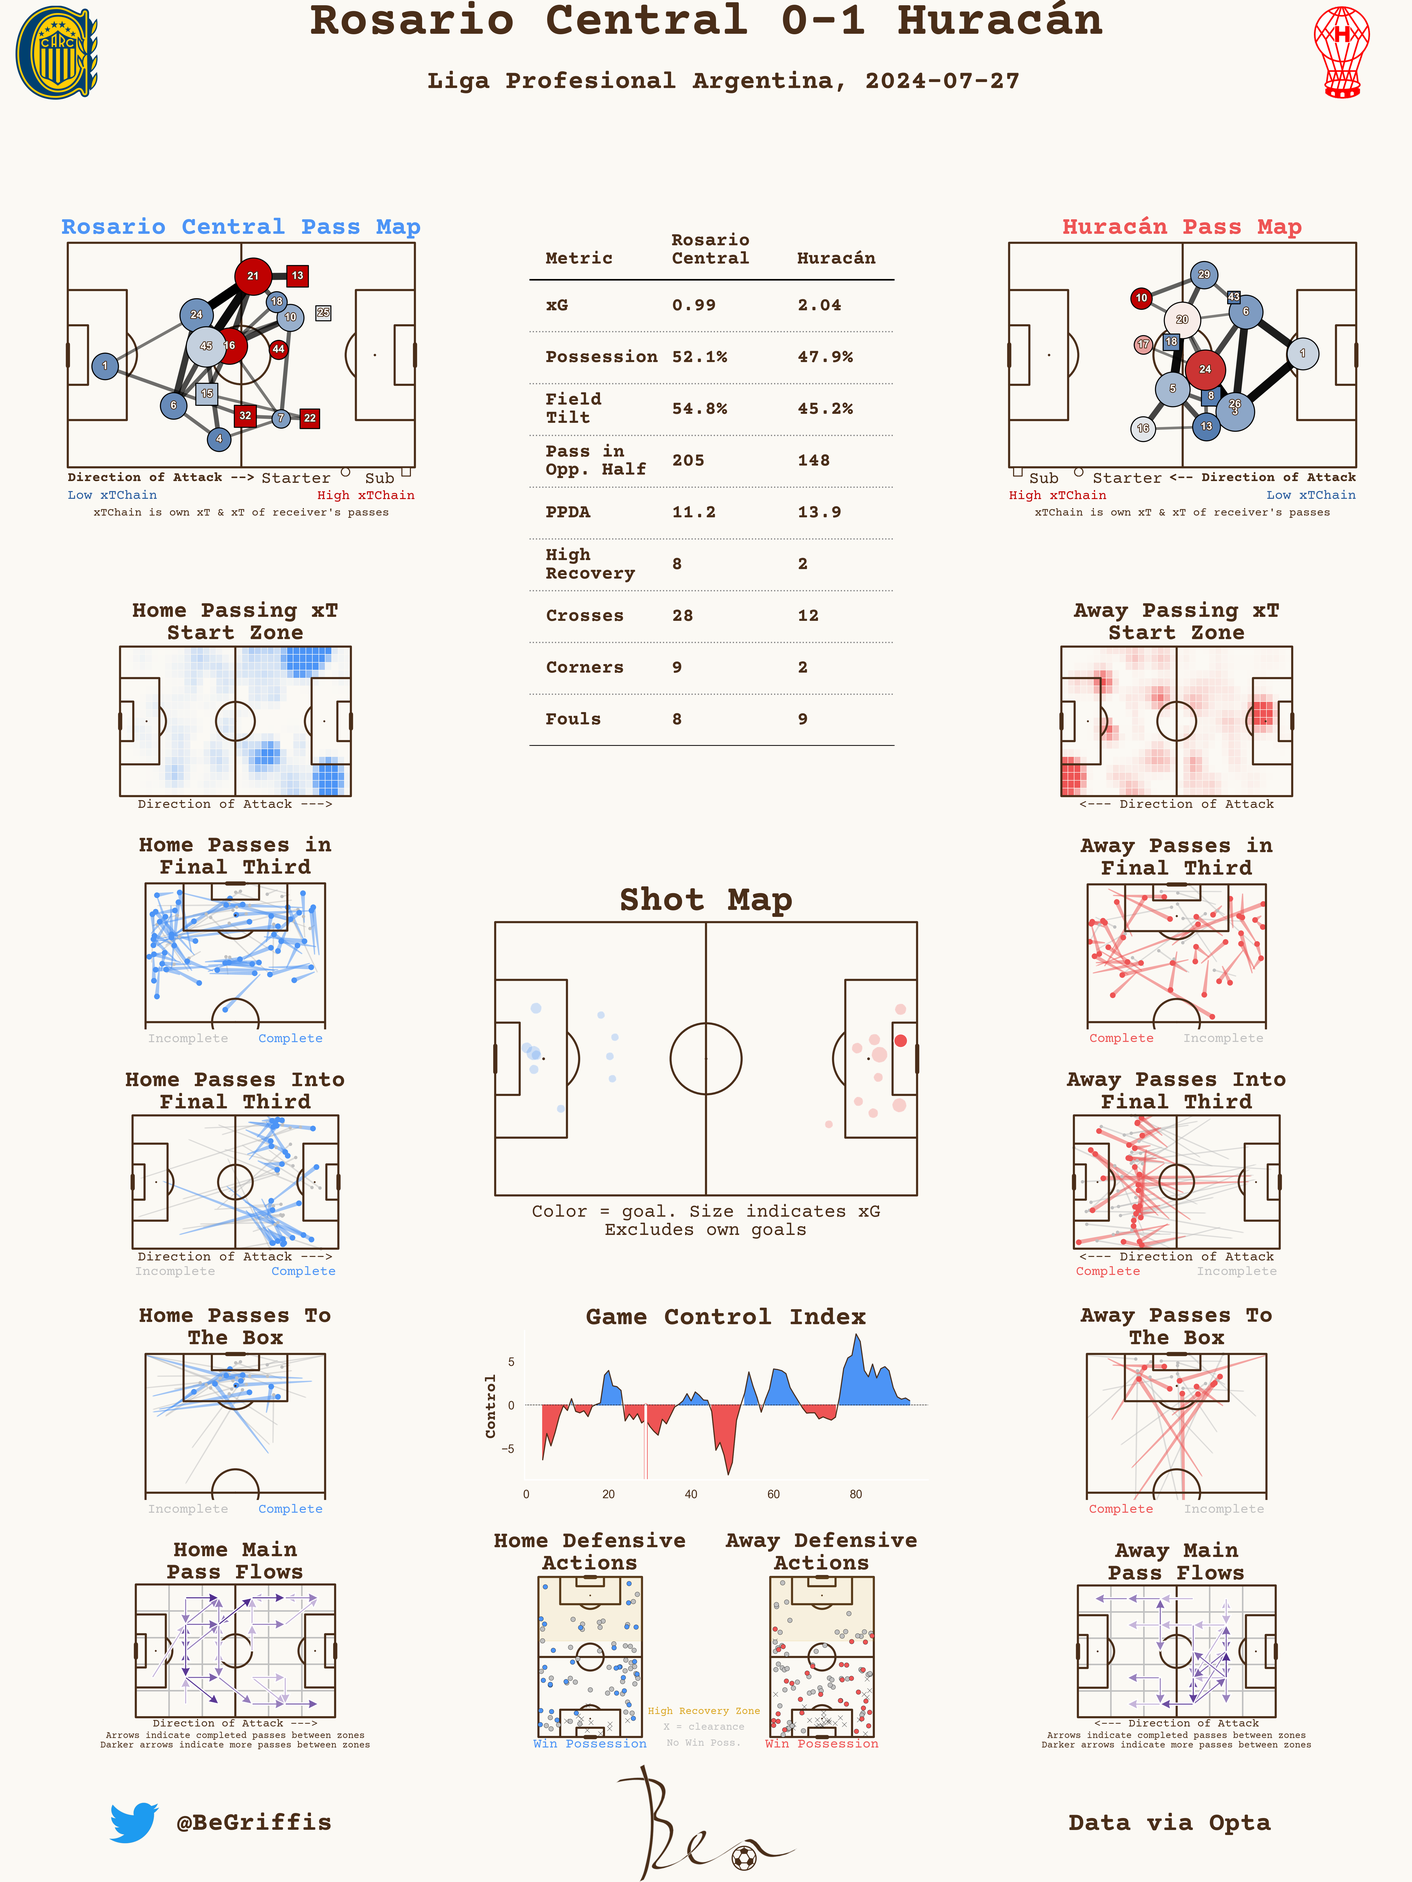 Rosario Central 0-1 Huracán
Liga Profesional Argentina, 2024-07-27
CARC
H
Rosario Central Pass Map
21
13
18
25
24
10
45
16
44
1
15
6
32
7
22
4
Direction of Attack --> Starter Sub
Low xTChain High xTChain
xTChain is own xT & xT of receiver's passes
Metric Rosario Central Huracán
xG 0.99 2.04
Possession 52.1% 47.9%
Field Tilt 54.8% 45.2%
Pass in Opp. Half 205 148
PPDA 11.2 13.9
High Recovery 8 2
Crosses 28 12
Corners 9 2
Fouls 8 9
Huracán Pass Map
29
10
43
6
20
17
18
1
24
5
8
26
3
16
13
Sub Starter <-- Direction of Attack
High xTChain Low xTChain
xTChain is own xT & xT of receiver's passes
Home Passing xT
Start Zone
Direction of Attack --->
Away Passing xT
Start Zone
<--- Direction of Attack
Home Passes in
Final Third
Incomplete Complete
Away Passes in
Final Third
Complete Incomplete
Shot Map
Color = goal. Size indicates xG
Excludes own goals
Home Passes Into
Final Third
Direction of Attack --->
Incomplete Complete
Away Passes Into
Final Third
<--- Direction of Attack
Complete Incomplete
Home Passes To
The Box
Incomplete Complete
Game Control Index
Control
5
0
−5
0 20 40 60 80
Away Passes To
The Box
Complete Incomplete
Home Main
Pass Flows
Direction of Attack --->
Arrows indicate completed passes between zones
Darker arrows indicate more passes between zones
Home Defensive
Actions
Win Possession
High Recovery Zone
X = clearance
No Win Poss.
Away Defensive
Actions
Win Possession
Away Main
Pass Flows
<--- Direction of Attack
Arrows indicate completed passes between zones
Darker arrows indicate more passes between zones
@BeGriffis
Ben
Data via Opta